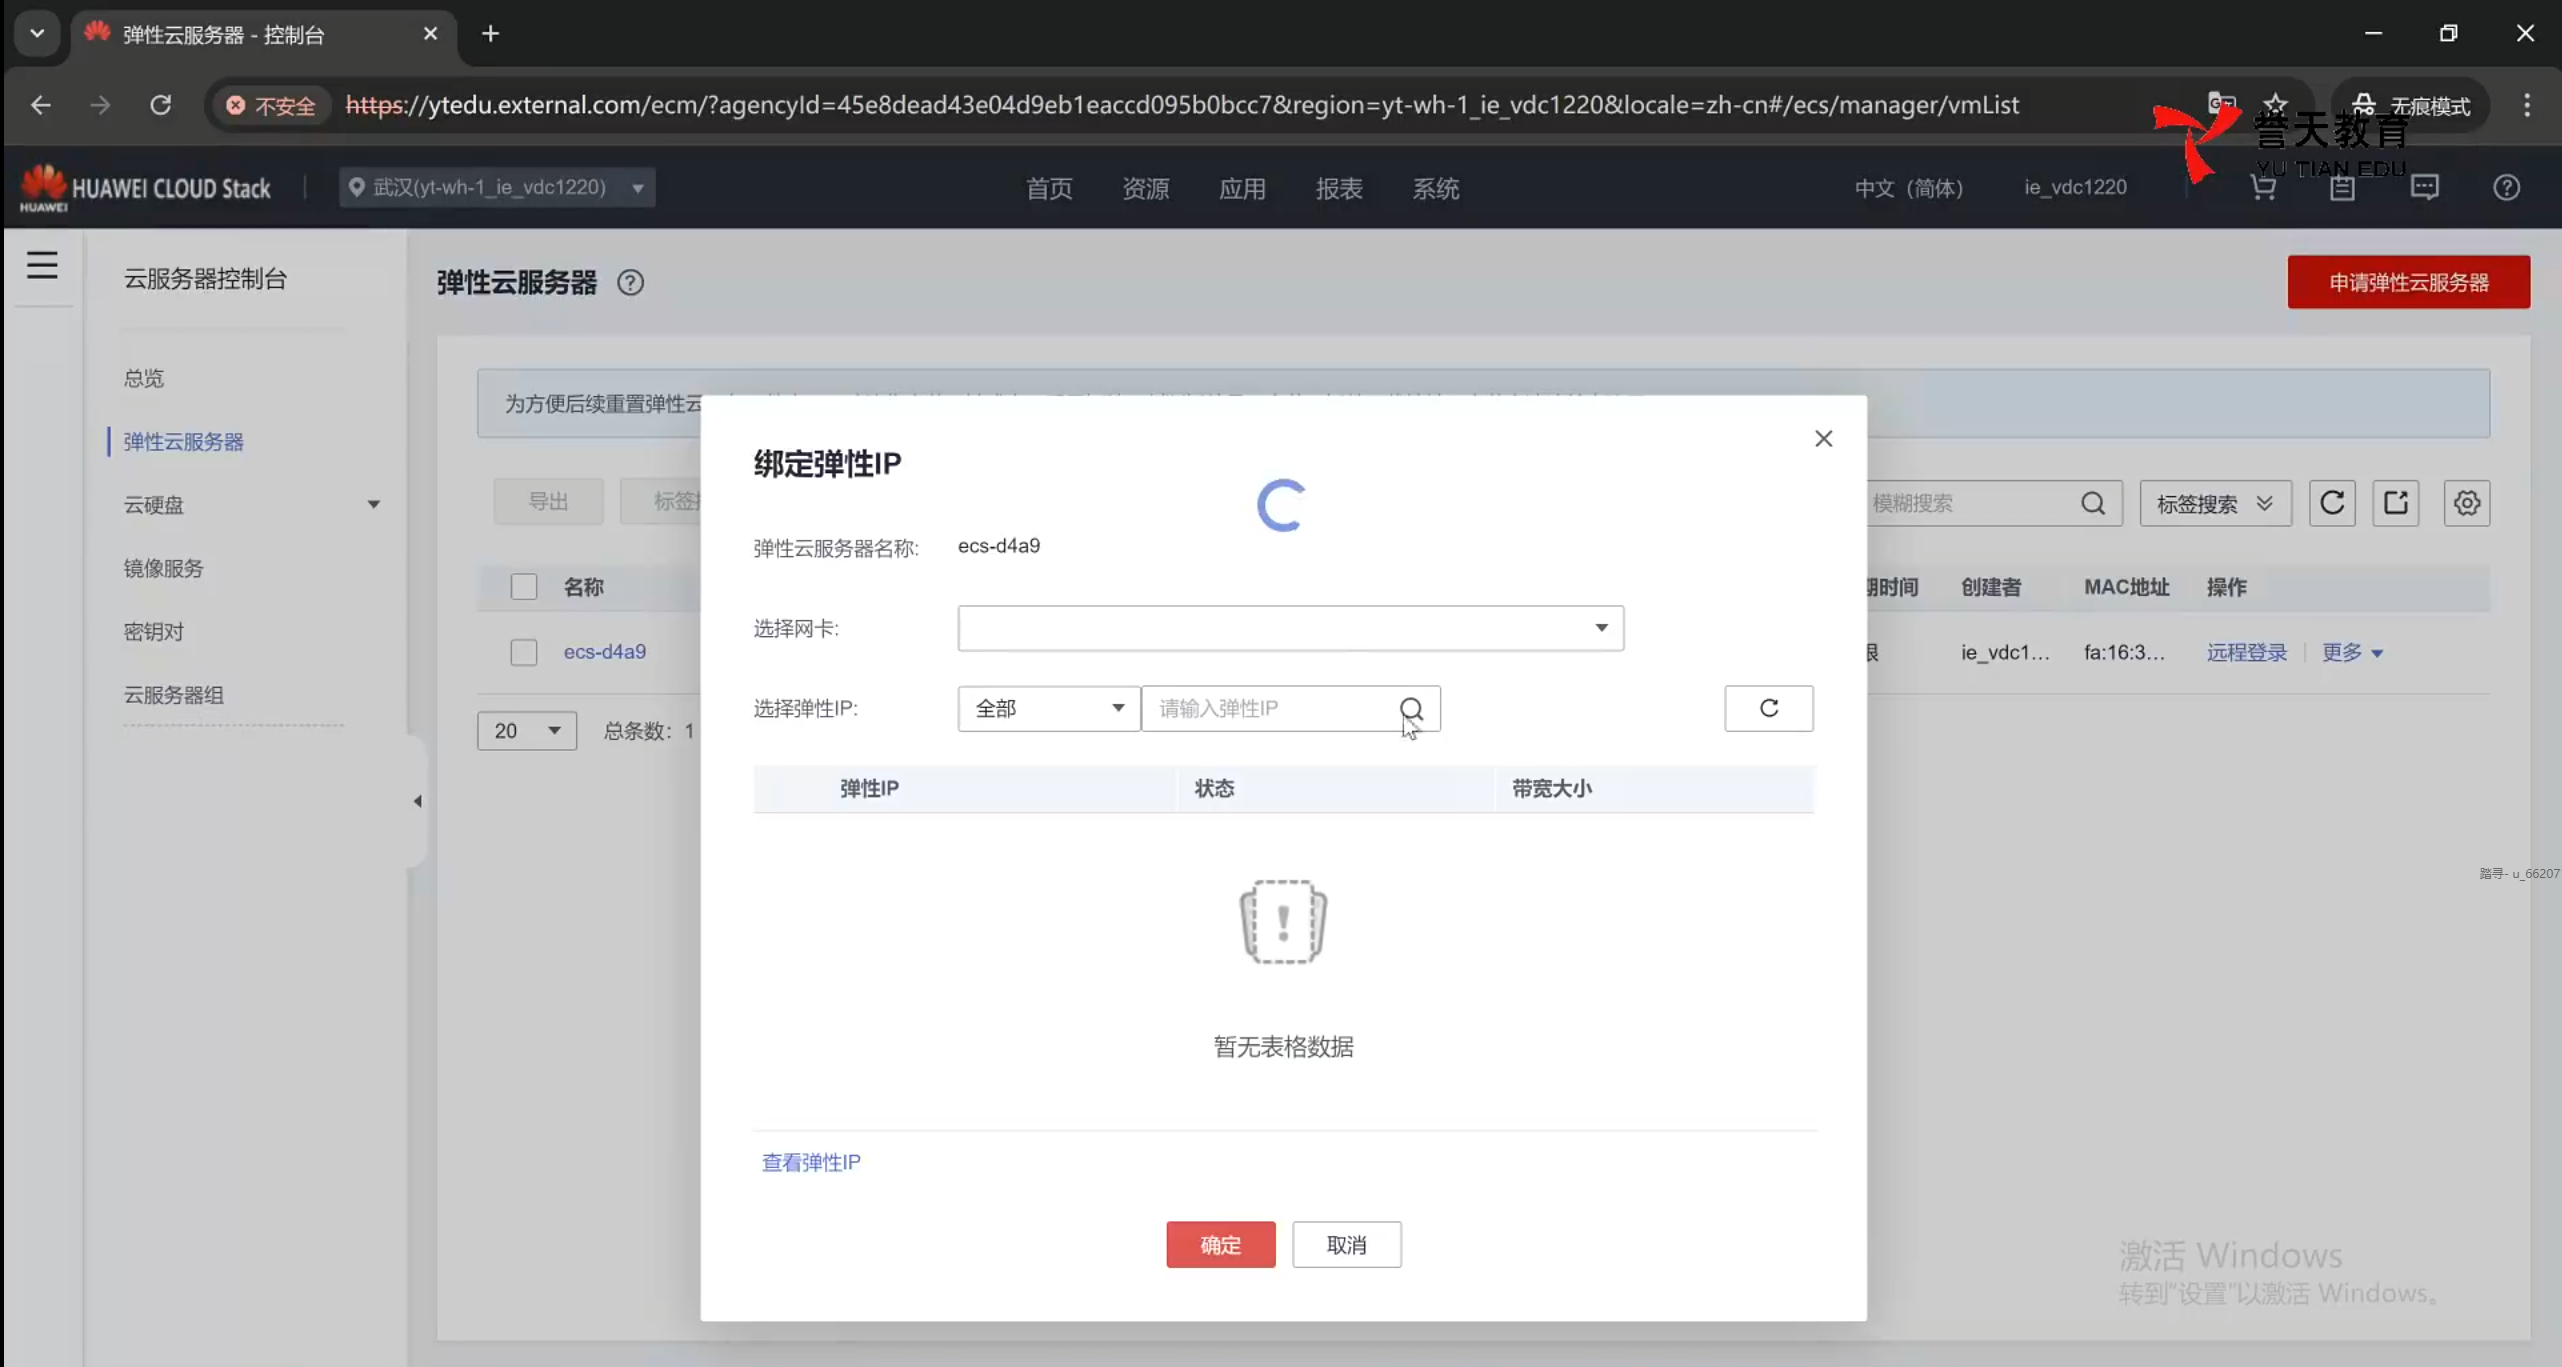 弹性云服务器 - 控制台
不安全 https://ytedu.external.com/ecm/?agencyId=45e8dead43e04d9eb1eaccd095b0bcc7&region=yt-wh-1_ie_vdc1220&locale=zh-cn#/ecs/manager/vmList
无痕模式
誉天教育
YU TIAN EDU
HUAWEI
HUAWEI CLOUD Stack
武汉(yt-wh-1_ie_vdc1220)
首页 资源 应用 报表 系统
中文（简体） ie_vdc1220
云服务器控制台
弹性云服务器
申请弹性云服务器
总览
弹性云服务器
云硬盘
镜像服务
密钥对
云服务器组
为方便后续重置弹性云
导出
标签
模糊搜索
标签搜索
名称
期时间 创建者 MAC地址 操作
ecs-d4a9
限 ie_vdc1... fa:16:3... 远程登录 更多
20 总条数：1
绑定弹性IP
弹性云服务器名称: ecs-d4a9
选择网卡:
选择弹性IP: 全部 请输入弹性IP
弹性IP 状态 带宽大小
暂无表格数据
查看弹性IP
确定 取消
踏寻- u_66207
激活 Windows
转到"设置"以激活 Windows。